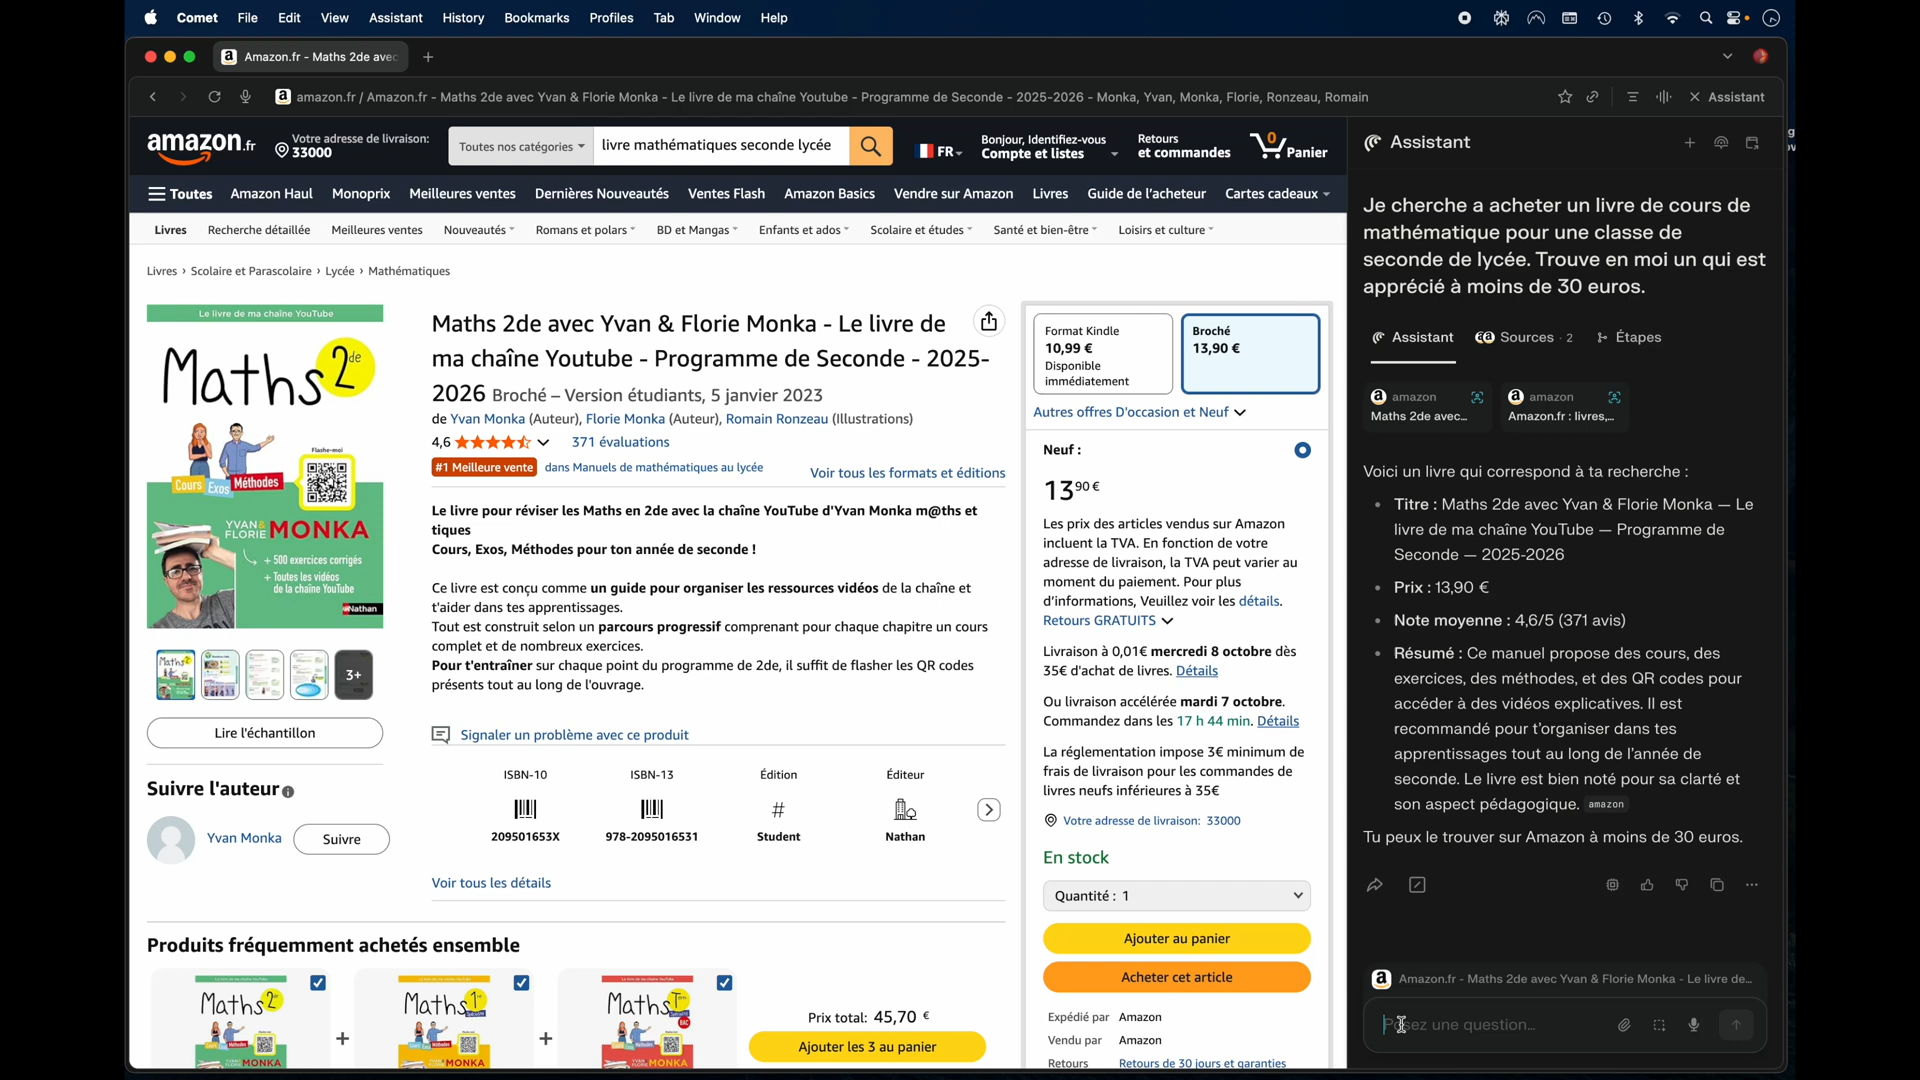 Comet File Edit View Assistant History Bookmarks Profiles Tab Window Help
Amazon.fr - Maths 2de avec
amazon.fr / Amazon.fr - Maths 2de avec Yvan & Florie Monka - Le livre de ma chaîne Youtube - Programme de Seconde - 2025-2026 - Monka, Yvan, Monka, Florie, Ronzeau, Romain
Assistant
amazon.fr
Votre adresse de livraison:
33000
Toutes nos catégories
livre mathématiques seconde lycée
FR
Bonjour, Identifiez-vous
Compte et listes
Retours
et commandes
0
Panier
Toutes Amazon Haul Monoprix Meilleures ventes Dernières Nouveautés Ventes Flash Amazon Basics Vendre sur Amazon Livres Guide de l'acheteur Cartes cadeaux
Livres Recherche détaillée Meilleures ventes Nouveautés Romans et polars BD et Mangas Enfants et ados Scolaire et études Santé et bien-être Loisirs et culture
Livres › Scolaire et Parascolaire › Lycée › Mathématiques
Le livre de ma chaîne YouTube
Maths 2de
Flashe-moi
Cours Exos Méthodes
YVAN &
FLORIE MONKA
+ 500 exercices corrigés
+ Toutes les vidéos
de la chaîne YouTube
Nathan
3+
Lire l'échantillon
Suivre l'auteur
Yvan Monka
Suivre
Maths 2de avec Yvan & Florie Monka - Le livre de
ma chaîne Youtube - Programme de Seconde - 2025-
2026 Broché – Version étudiants, 5 janvier 2023
de Yvan Monka (Auteur), Florie Monka (Auteur), Romain Ronzeau (Illustrations)
4,6 371 évaluations
#1 Meilleure vente dans Manuels de mathématiques au lycée
Voir tous les formats et éditions
Le livre pour réviser les Maths en 2de avec la chaîne YouTube d'Yvan Monka m@ths et
tiques
Cours, Exos, Méthodes pour ton année de seconde !
Ce livre est conçu comme un guide pour organiser les ressources vidéos de la chaîne et
t'aider dans tes apprentissages.
Tout est construit selon un parcours progressif comprenant pour chaque chapitre un cours
complet et de nombreux exercices.
Pour t'entraîner sur chaque point du programme de 2de, il suffit de flasher les QR codes
présents tout au long de l'ouvrage.
Signaler un problème avec ce produit
ISBN-10 ISBN-13 Édition Éditeur
#
209501653X 978-2095016531 Student Nathan
Voir tous les détails
Produits fréquemment achetés ensemble
Maths 2de
MONKA
+
Maths 1re
MONKA
+
Maths Term
MONKA
Prix total: 45,70 €
Ajouter les 3 au panier
Format Kindle
10,99 €
Disponible
immédiatement
Broché
13,90 €
Autres offres D'occasion et Neuf
Neuf :
13 90 €
Les prix des articles vendus sur Amazon
incluent la TVA. En fonction de votre
adresse de livraison, la TVA peut varier au
moment du paiement. Pour plus
d'informations, Veuillez voir les détails.
Retours GRATUITS
Livraison à 0,01€ mercredi 8 octobre dès
35€ d'achat de livres. Détails
Ou livraison accélérée mardi 7 octobre.
Commandez dans les 17 h 44 min. Détails
La réglementation impose 3€ minimum de
frais de livraison pour les commandes de
livres neufs inférieures à 35€
Votre adresse de livraison: 33000
En stock
Quantité : 1
Ajouter au panier
Acheter cet article
Expédié par Amazon
Vendu par Amazon
Retours Retours de 30 jours et garanties
Assistant
Je cherche a acheter un livre de cours de
mathématique pour une classe de
seconde de lycée. Trouve en moi un qui est
apprécié à moins de 30 euros.
Assistant Sources · 2 Étapes
amazon
Maths 2de avec...
amazon
Amazon.fr : livres,...
Voici un livre qui correspond à ta recherche :
• Titre : Maths 2de avec Yvan & Florie Monka — Le
livre de ma chaîne YouTube — Programme de
Seconde — 2025-2026
• Prix : 13,90 €
• Note moyenne : 4,6/5 (371 avis)
• Résumé : Ce manuel propose des cours, des
exercices, des méthodes, et des QR codes pour
accéder à des vidéos explicatives. Il est
recommandé pour t'organiser dans tes
apprentissages tout au long de l'année de
seconde. Le livre est bien noté pour sa clarté et
son aspect pédagogique. amazon
Tu peux le trouver sur Amazon à moins de 30 euros.
Amazon.fr - Maths 2de avec Yvan & Florie Monka - Le livre de...
Posez une question...